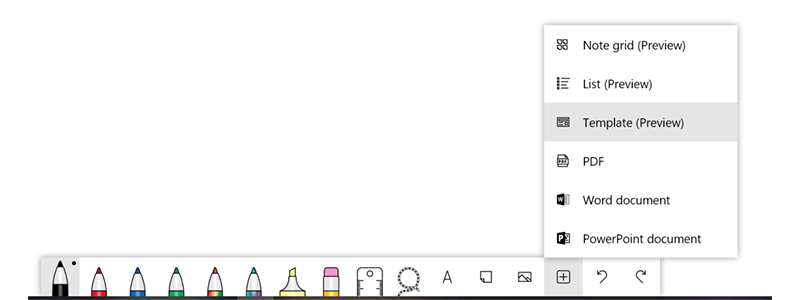 Note grid (Preview)
List (Preview)
Template (Preview)
PDF
Word document
PowerPoint document
A